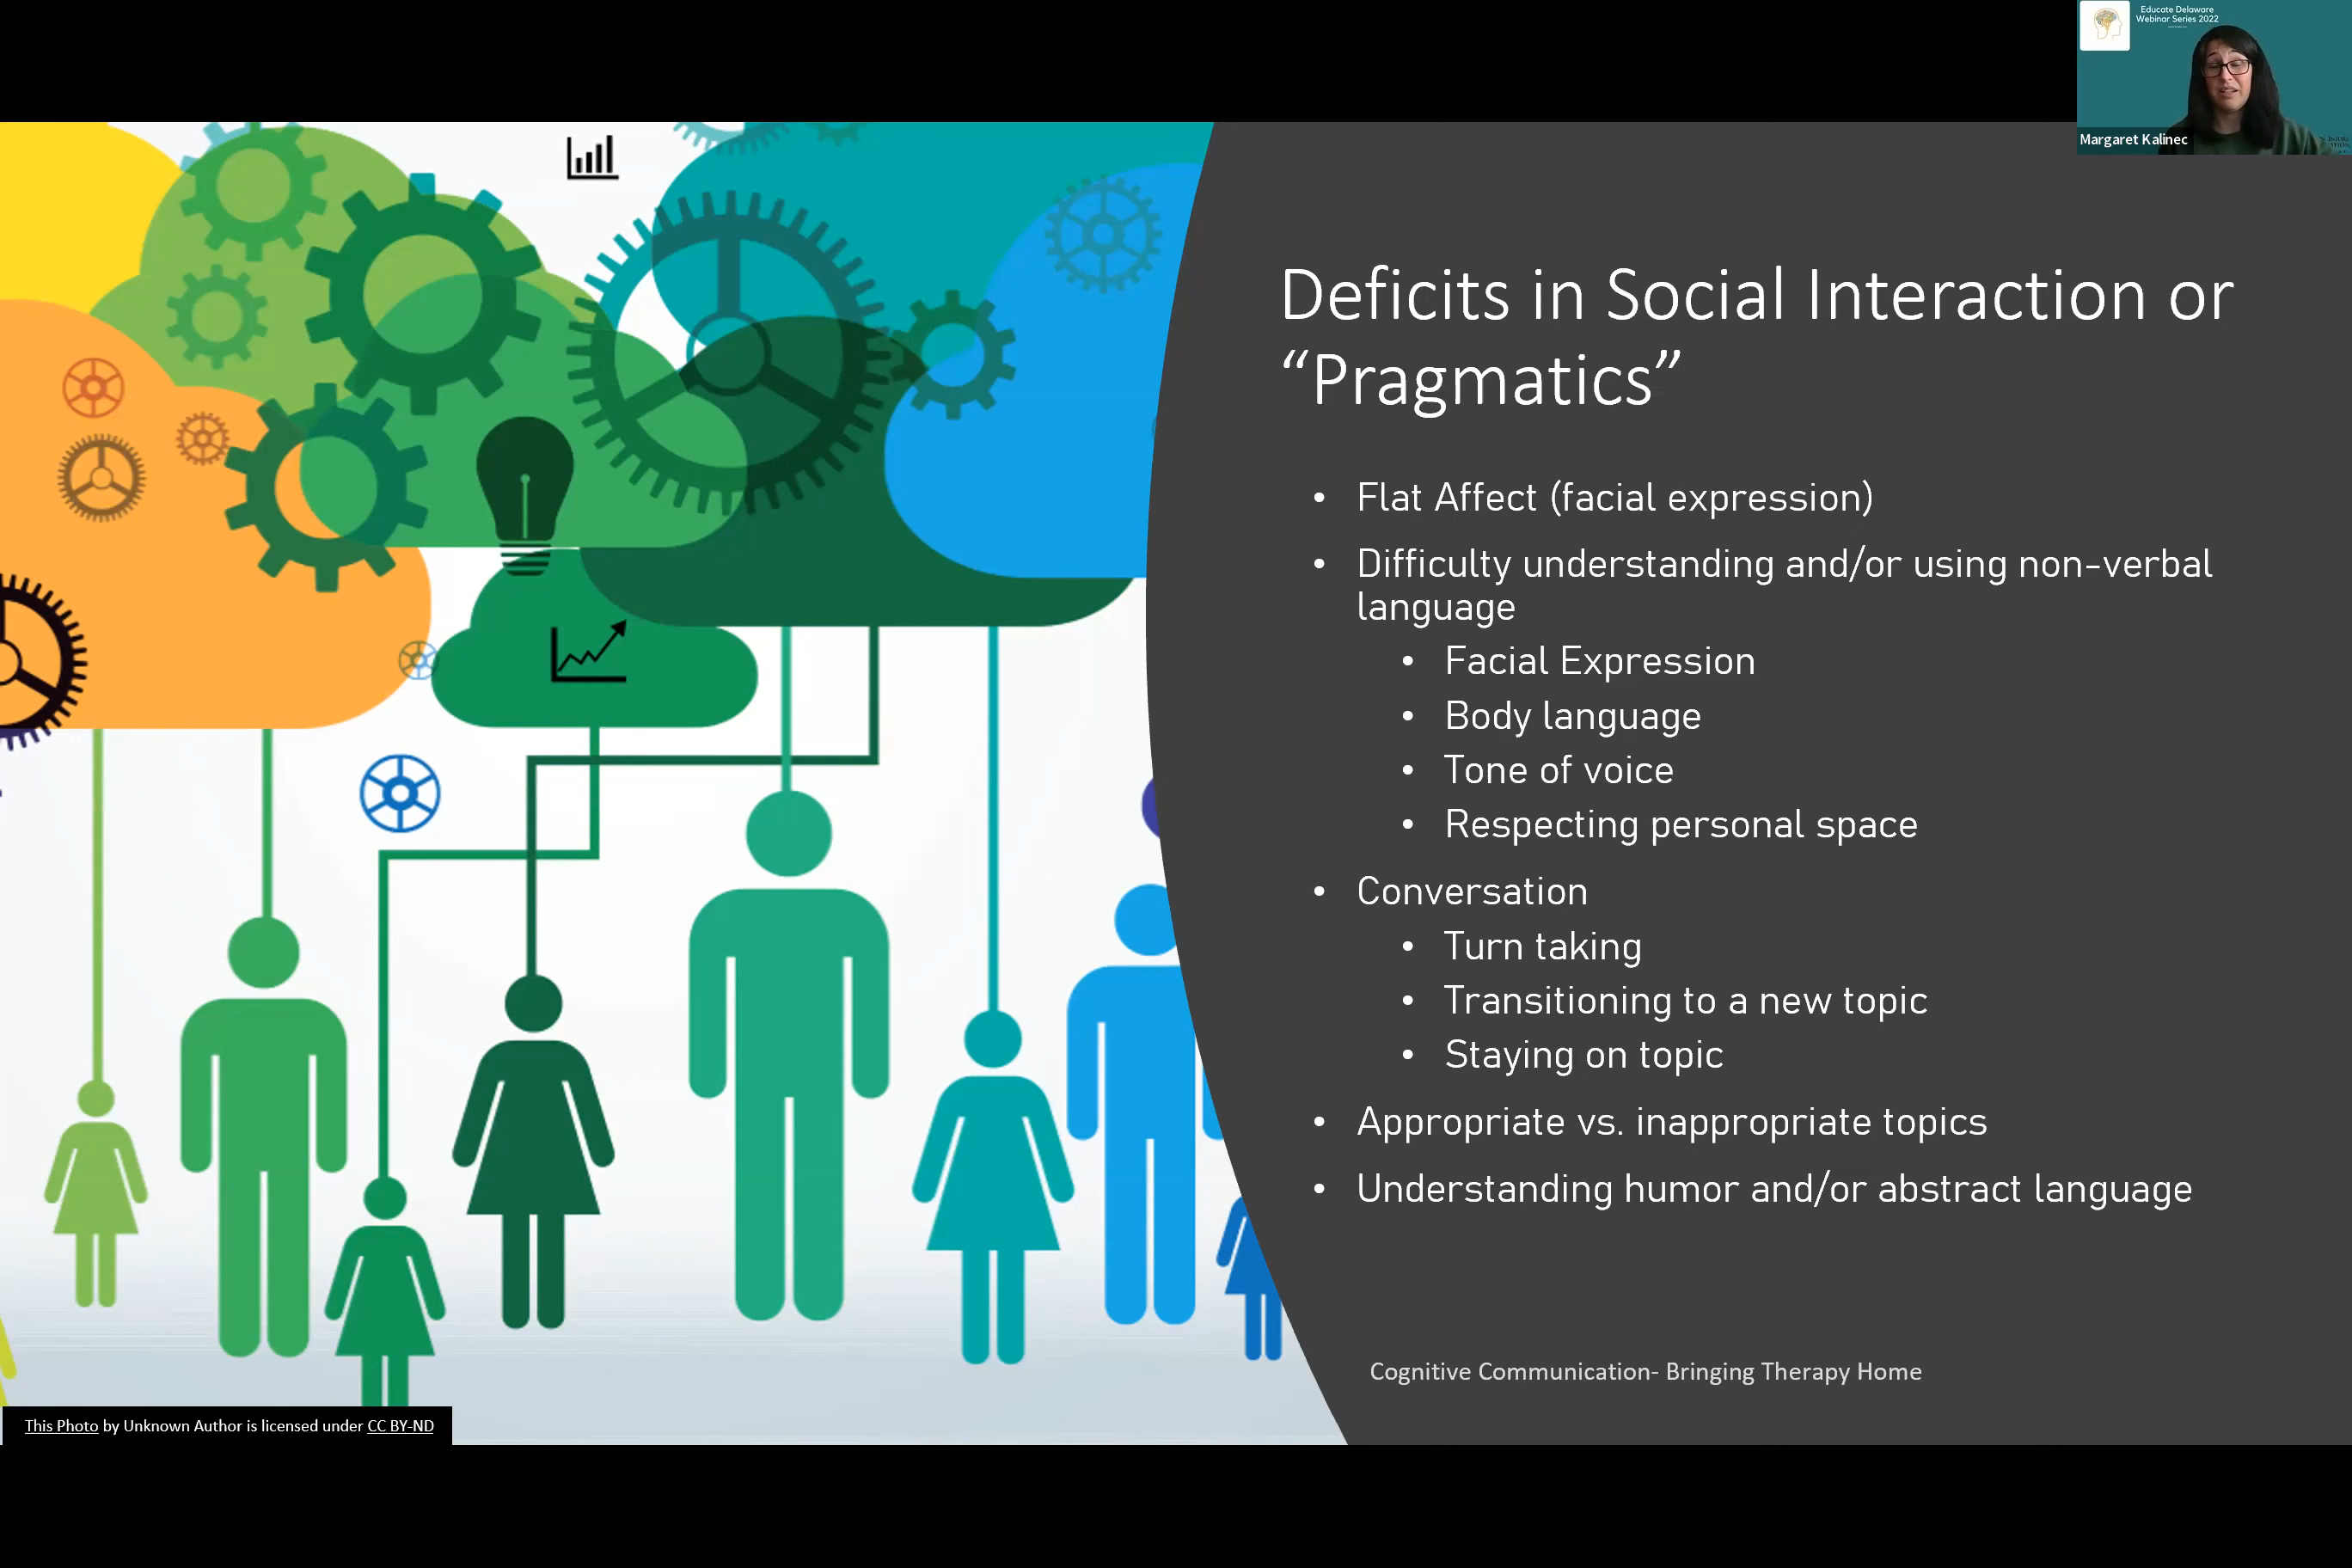 Educate Delaware
Webinar Series 2022
Margaret Kalinec
Deficits in Social Interaction or
“Pragmatics”
• Flat Affect (facial expression)
• Difficulty understanding and/or using non-verbal
language
• Facial Expression
• Body language
• Tone of voice
• Respecting personal space
• Conversation
• Turn taking
• Transitioning to a new topic
• Staying on topic
• Appropriate vs. inappropriate topics
• Understanding humor and/or abstract language
Cognitive Communication- Bringing Therapy Home
This Photo by Unknown Author is licensed under CC BY-ND